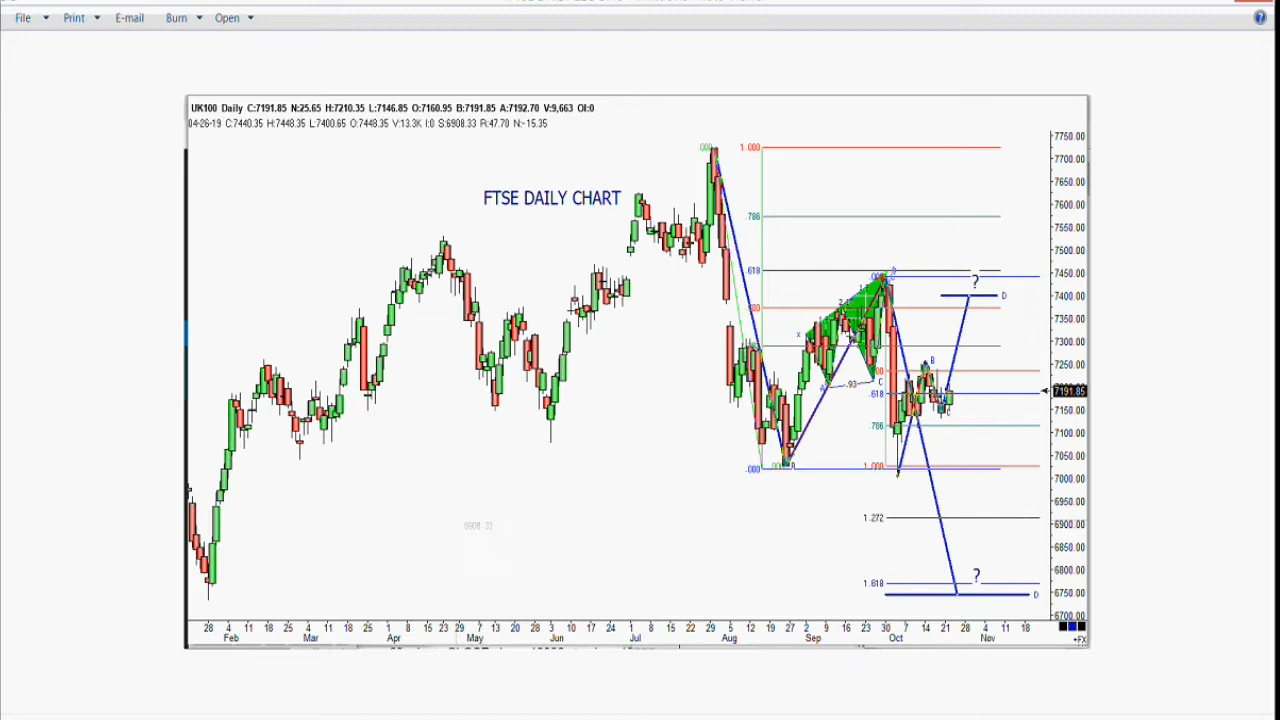 File Print E-mail Burn Open
UK100 Daily C:7191.85 N:25.65 H:7210.35 L:7146.85 O:7160.95 B:7191.85 A:7192.70 V:9,663 OI:0
04-26-19 C:7440.35 H:7448.35 L:7400.65 O:7448.35 V:13.3K I:0 S:6908.33 R:47.70 N:-15.35
FTSE DAILY CHART
.000
1.000
.786
.618
.000
X
A
.93
C
B
?
D
B
.618
C
.786
.000
B
1.000
1.272
6908.33
1.618
?
D
7750.00
7700.00
7650.00
7600.00
7550.00
7500.00
7450.00
7400.00
7350.00
7300.00
7250.00
7191.85
7150.00
7100.00
7050.00
7000.00
6950.00
6900.00
6850.00
6800.00
6750.00
6700.00
28 4 11 18 25 4 11 18 25 1 8 15 23 1 7 13 20 28 3 10 17 24 1 8 15 22 29 5 12 19 27 2 9 16 23 30 7 14 21 28 4 11 18
Feb Mar Apr May Jun Jul Aug Sep Oct Nov
+FX